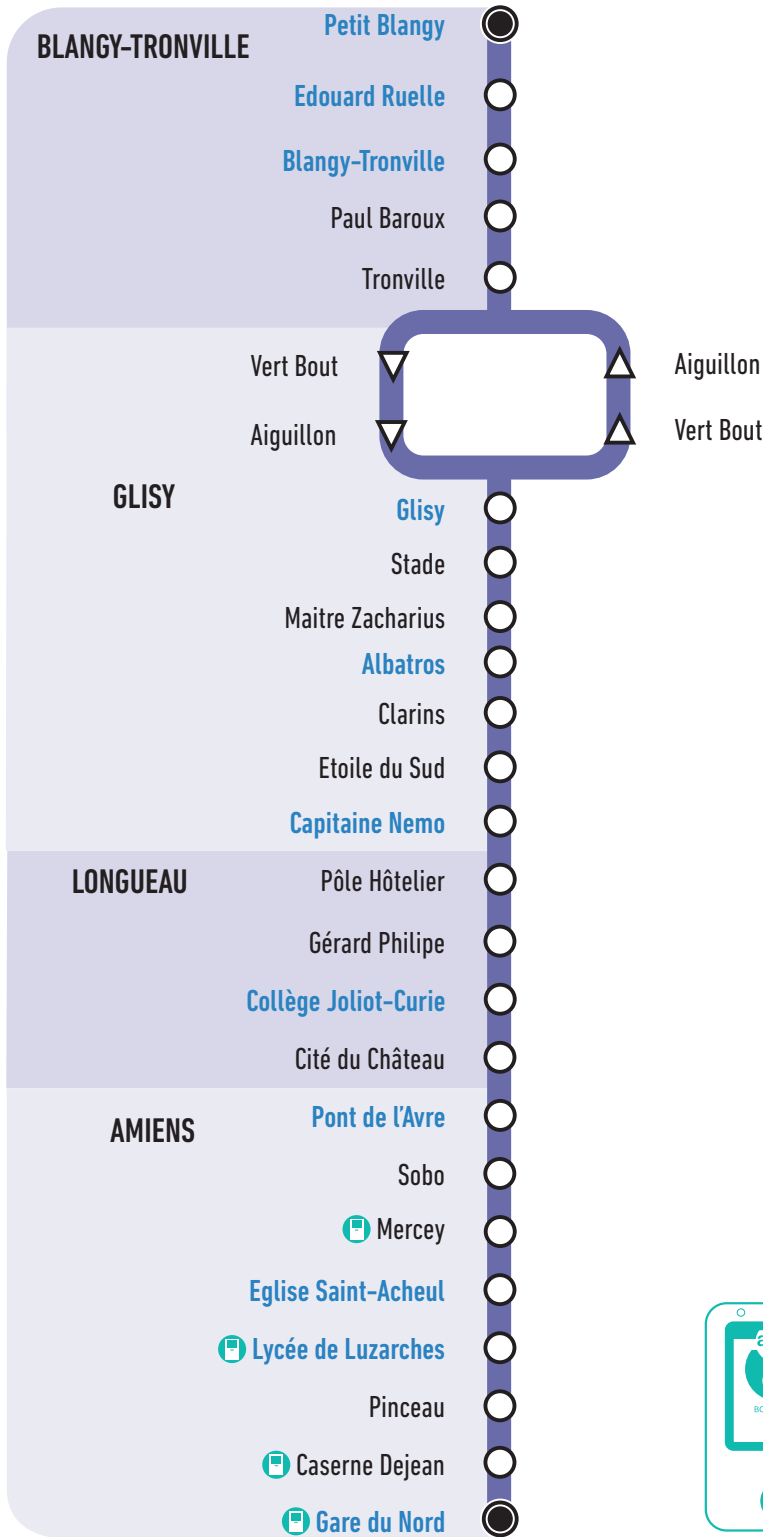 BLANGY-TRONVILLE
Petit Blangy
Edouard Ruelle
Blangy-Tronville
Paul Baroux
Tronville
Vert Bout
Aiguillon
Aiguillon
Vert Bout
GLISY
Glisy
Stade
Maitre Zacharius
Albatros
Clarins
Etoile du Sud
Capitaine Nemo
LONGUEAU
Pôle Hôtelier
Gérard Philipe
Collège Joliot-Curie
Cité du Château
AMIENS
Pont de l'Avre
Sobo
Mercey
Eglise Saint-Acheul
Lycée de Luzarches
Pinceau
Caserne Dejean
Gare du Nord